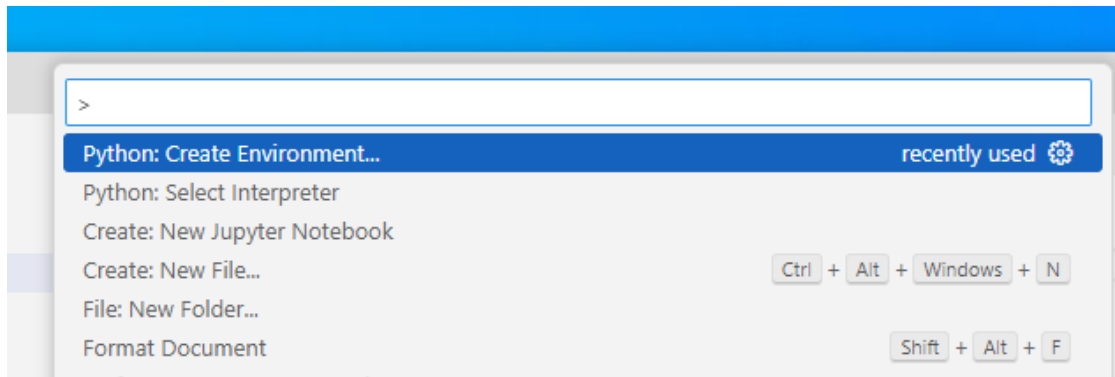 >
Python: Create Environment... recently used
Python: Select Interpreter
Create: New Jupyter Notebook
Create: New File... Ctrl + Alt + Windows + N
File: New Folder...
Format Document Shift + Alt + F